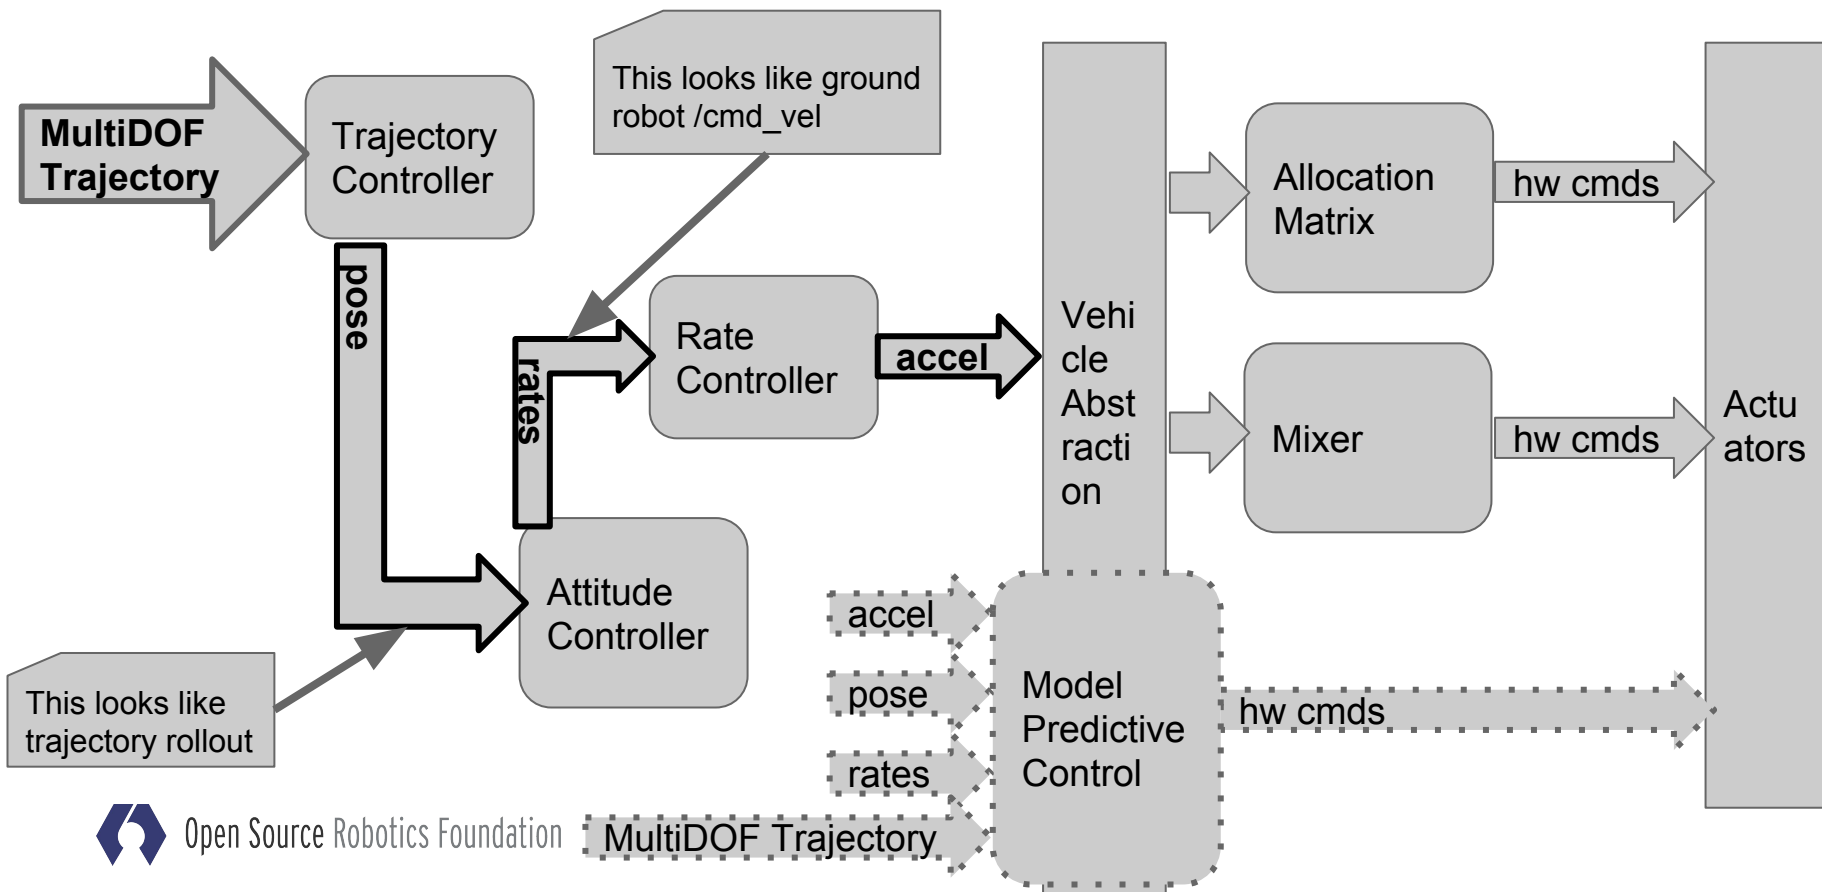 MultiDOF
Trajectory
Trajectory
Controller
This looks like ground
robot /cmd_vel
pose
rates
Rate
Controller
accel
Vehi
cle
Abst
racti
on
Allocation
Matrix
hw cmds
Mixer
hw cmds
Actu
ators
Attitude
Controller
This looks like
trajectory rollout
accel
pose
rates
MultiDOF Trajectory
Model
Predictive
Control
hw cmds
Open Source Robotics Foundation